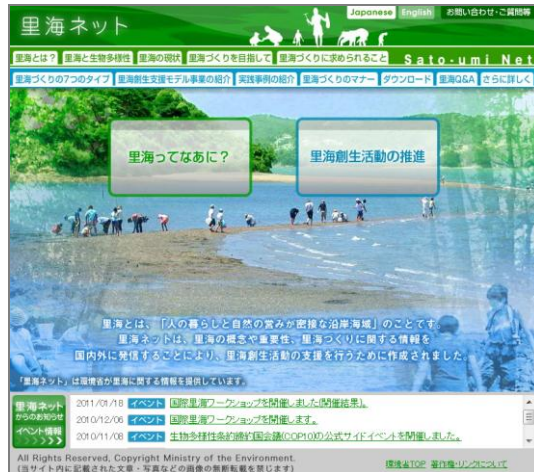 里海ネット
Japanese English お問い合わせ・ご質問等
里海とは？ 里海と生物多様性 里海の現状 里海づくりを目指して 里海づくりに求められること Sato-umi Net
里海づくりの7つのタイプ 里海創生支援モデル事業の紹介 実践事例の紹介 里海づくりのマナー ダウンロード 里海Q&A さらに詳しく
里海ってなあに？
里海創生活動の推進
里海とは、「人の暮らしと自然の営みが密接な沿岸海域」のことです。
里海ネットは、里海の概念や重要性、里海つくりに関する情報を
国内外に発信することにより、里海創生活動の支援を行うために作成されました。
「里海ネット」は環境省が里海に関する情報を提供しています。
里海ネット
からのお知らせ
イベント情報
>>>>>
2011/01/18 イベント 国際里海ワークショップを開催しました(開催結果)。
2010/12/06 イベント 国際里海ワークショップを開催します。
2010/11/08 イベント 生物多様性条約締約国会議(COP10)の公式サイドイベントを開催しました。
All Rights Reserved, Copyright Ministry of the Environment.
(当サイト内に記載された文章・写真などの画像の無断転載を禁じます)
環境省TOP 著作権・リンクについて